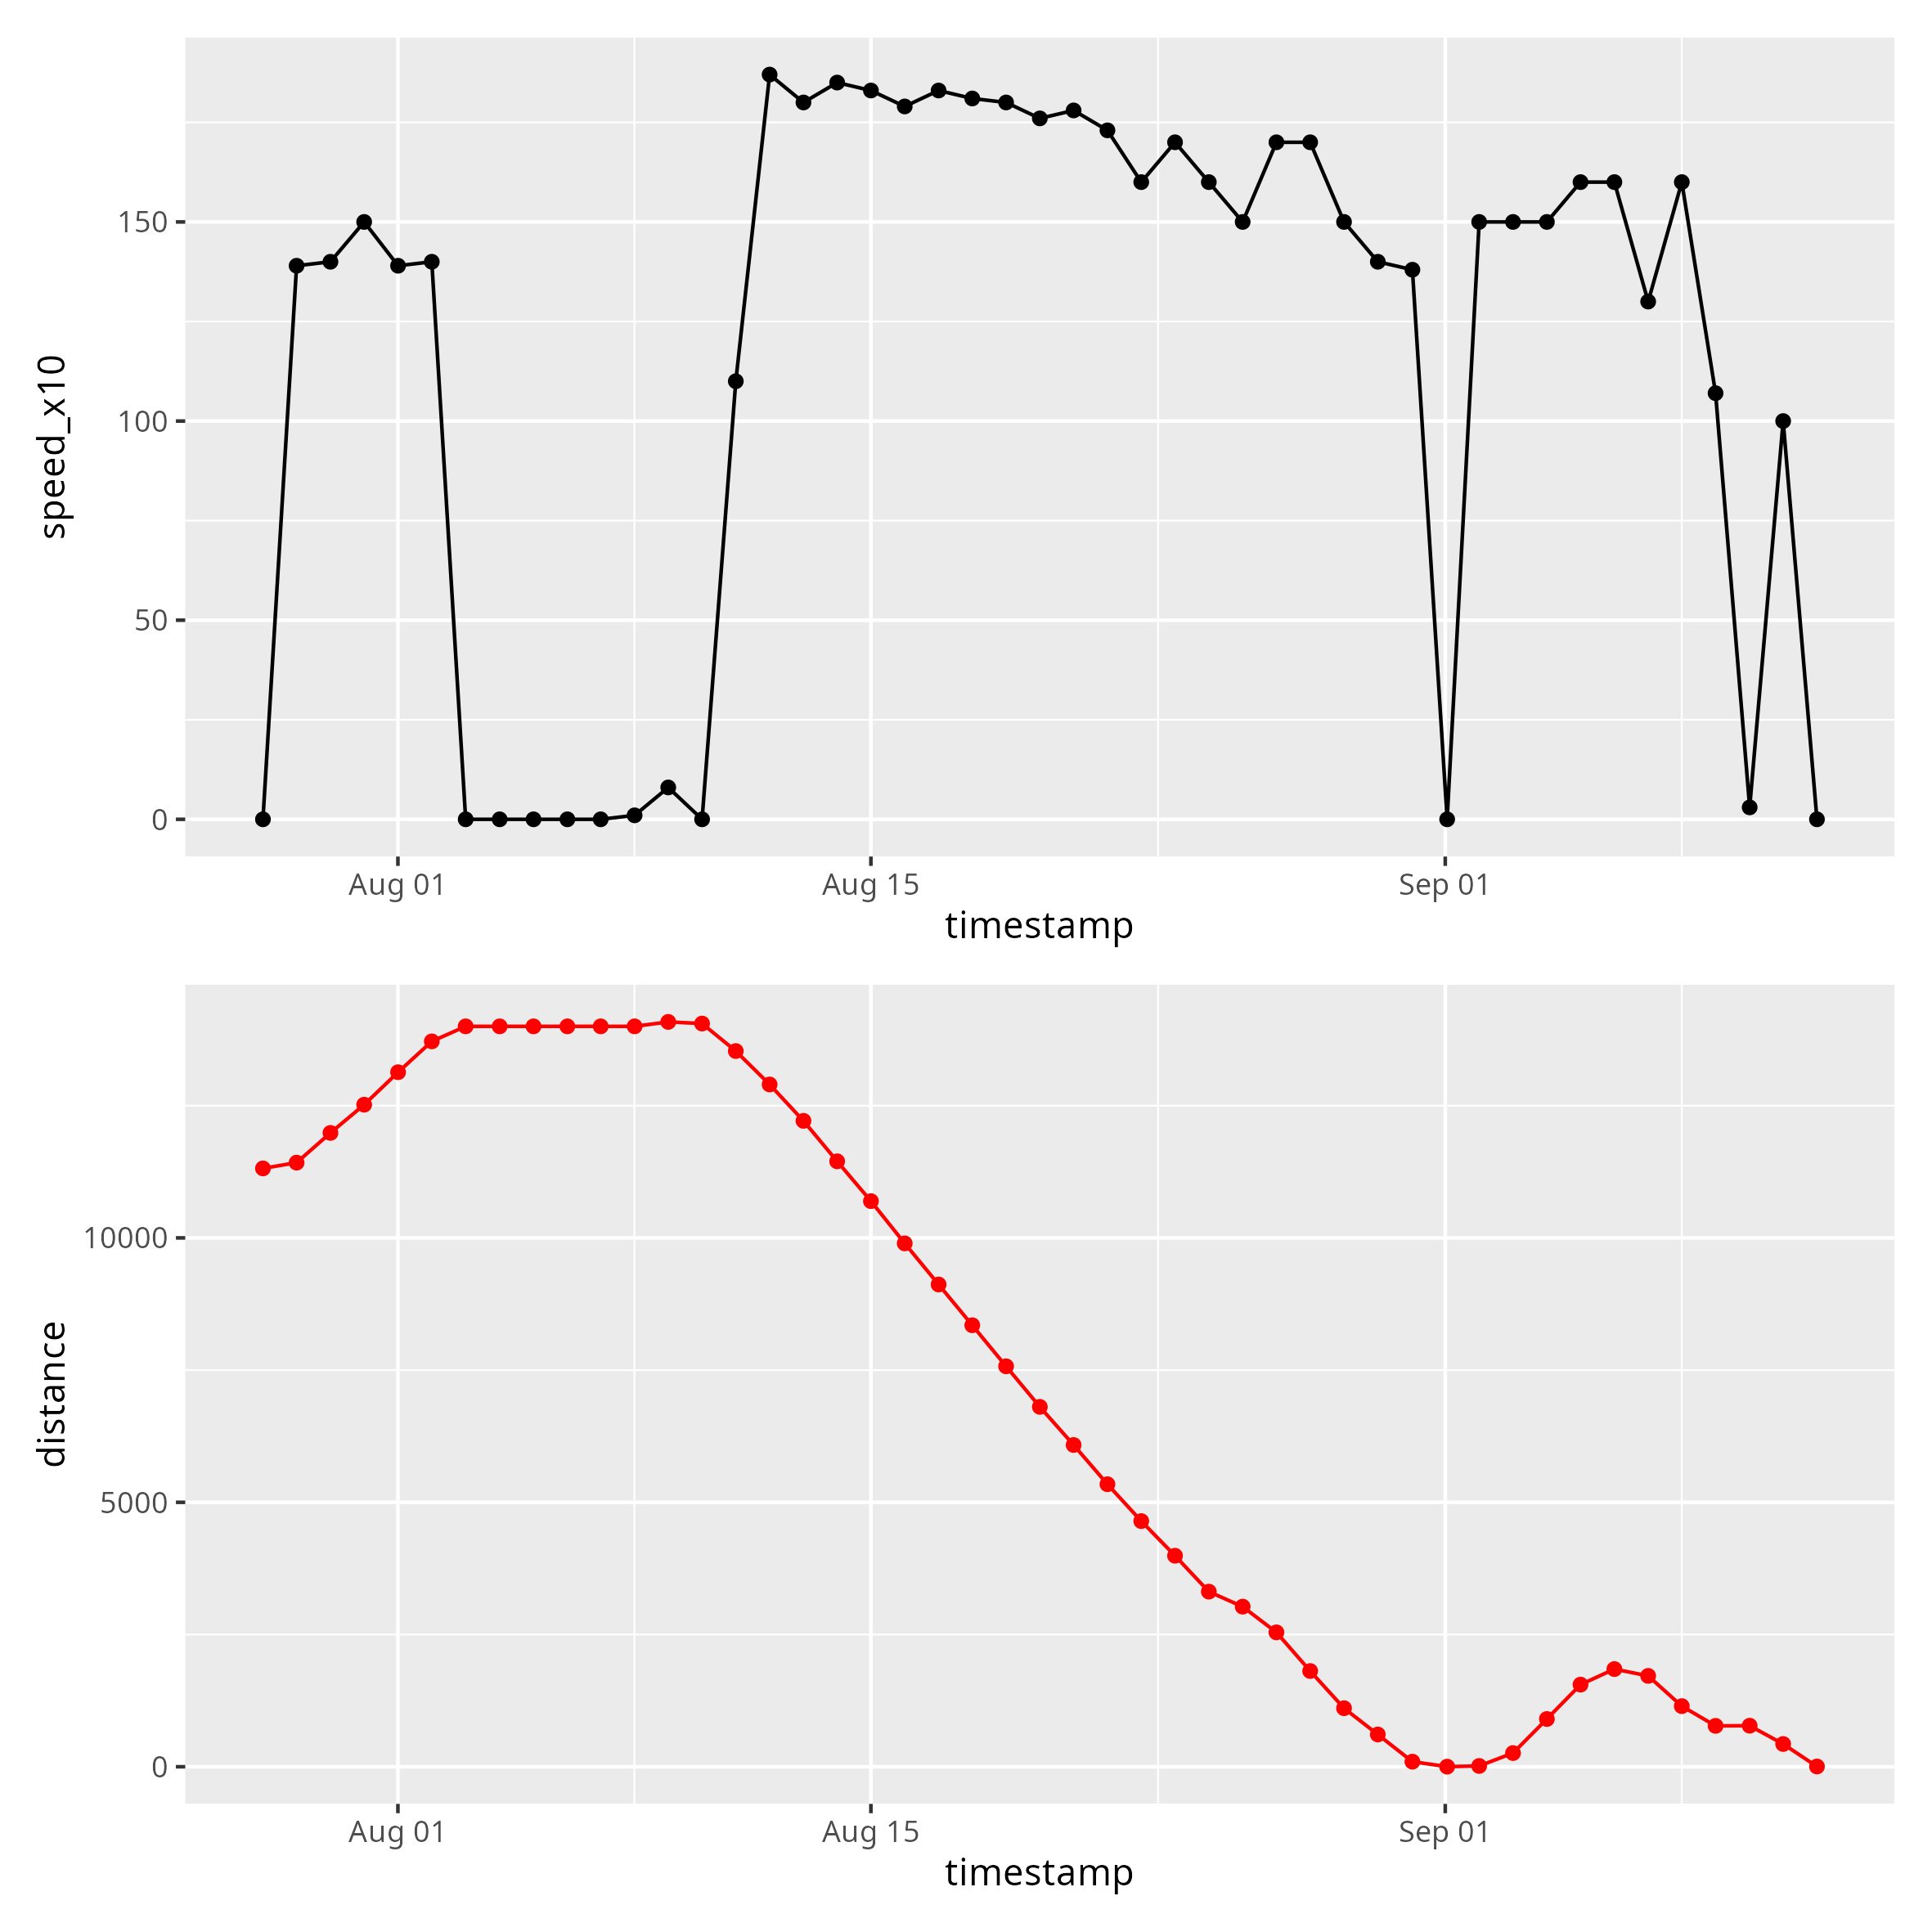 speed_x10
150
100
50
0
Aug 01 Aug 15 Sep 01
timestamp
distance
10000
5000
0
Aug 01 Aug 15 Sep 01
timestamp